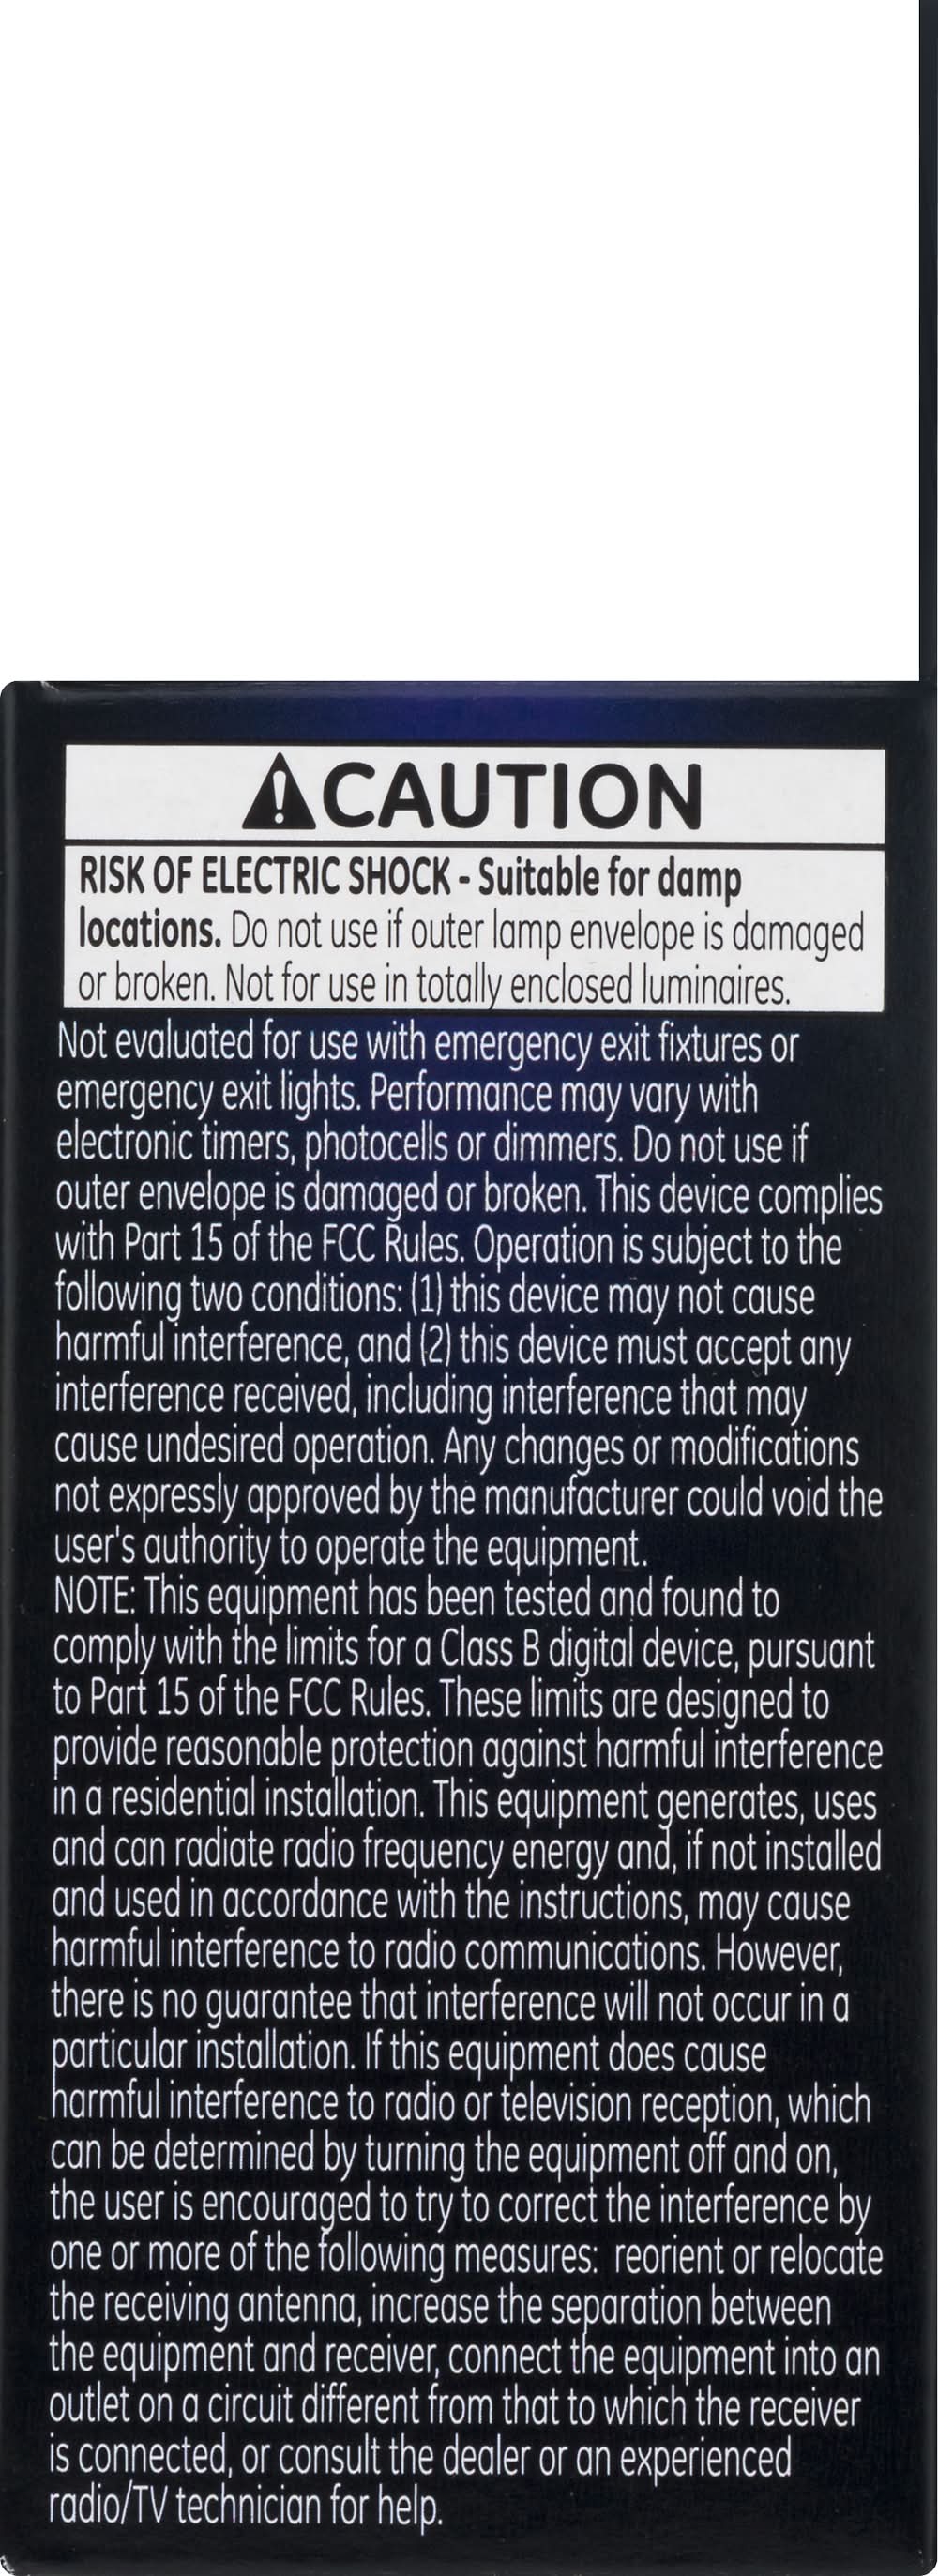 CAUTION
RISK OF ELECTRIC SHOCK - Suitable for damp
locations. Do not use if outer lamp envelope is damaged
or broken. Not for use in totally enclosed luminaires.
Not evaluated for use with emergency exit fixtures or
emergency exit lights. Performance may vary with
electronic timers, photocells or dimmers. Do not use if
outer envelope is damaged or broken. This device complies
with Part 15 of the FCC Rules. Operation is subject to the
following two conditions: (1) this device may not cause
harmful interference, and (2) this device must accept any
interference received, including interference that may
cause undesired operation. Any changes or modifications
not expressly approved by the manufacturer could void the
user's authority to operate the equipment.
NOTE: This equipment has been tested and found to
comply with the limits for a Class B digital device, pursuant
to Part 15 of the FCC Rules. These limits are designed to
provide reasonable protection against harmful interference
in a residential installation. This equipment generates, uses
and can radiate radio frequency energy and, if not installed
and used in accordance with the instructions, may cause
harmful interference to radio communications. However,
there is no guarantee that interference will not occur in a
particular installation. If this equipment does cause
harmful interference to radio or television reception, which
can be determined by turning the equipment off and on,
the user is encouraged to try to correct the interference by
one or more of the following measures: reorient or relocate
the receiving antenna, increase the separation between
the equipment and receiver, connect the equipment into an
outlet on a circuit different from that to which the receiver
is connected, or consult the dealer or an experienced
radio/TV technician for help.